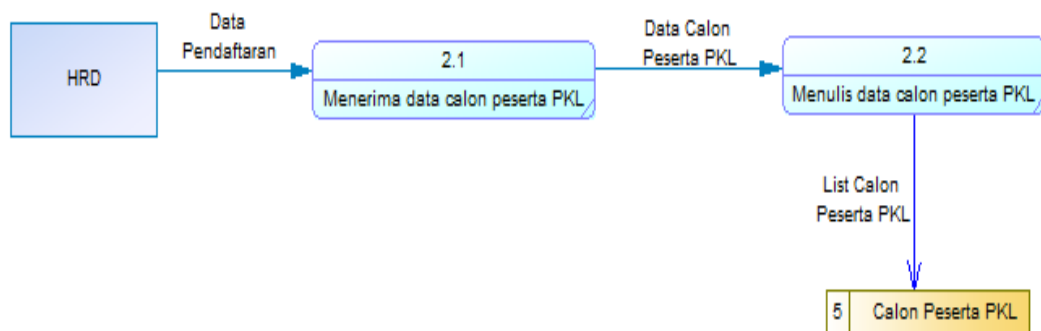 Data
Pendaftaran
HRD
2.1
Menerima data calon peserta PKL
Data Calon
Peserta PKL
2.2
Menulis data calon peserta PKL
List Calon
Peserta PKL
5
Calon Peserta PKL